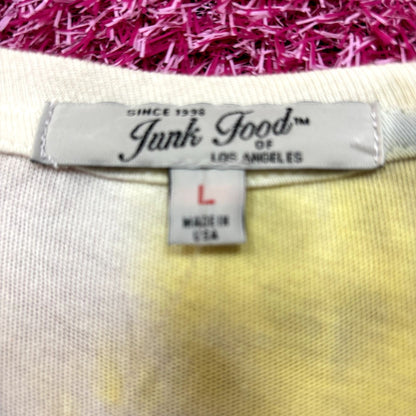 SINCE 1998
Junk Food™
OF
LOS ANGELES
L
MADE IN
USA